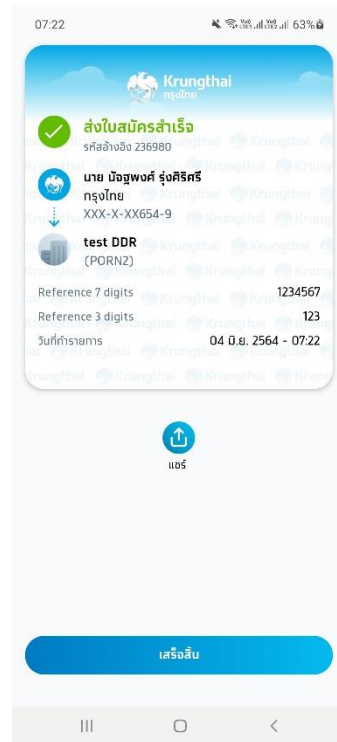 07:22
63%
Krungthai
กรุงไทย
ส่งใบสมัครสำเร็จ
รหัสอ้างอิง 236980
นาย นัจฐพงศ์ รุ่งศิริศรี
กรุงไทย
XXX-X-XX654-9
test DDR
(PORN2)
Reference 7 digits 1234567
Reference 3 digits 123
วันที่ทำรายการ 04 มิ.ย. 2564 - 07:22
แชร์
เสร็จสิ้น